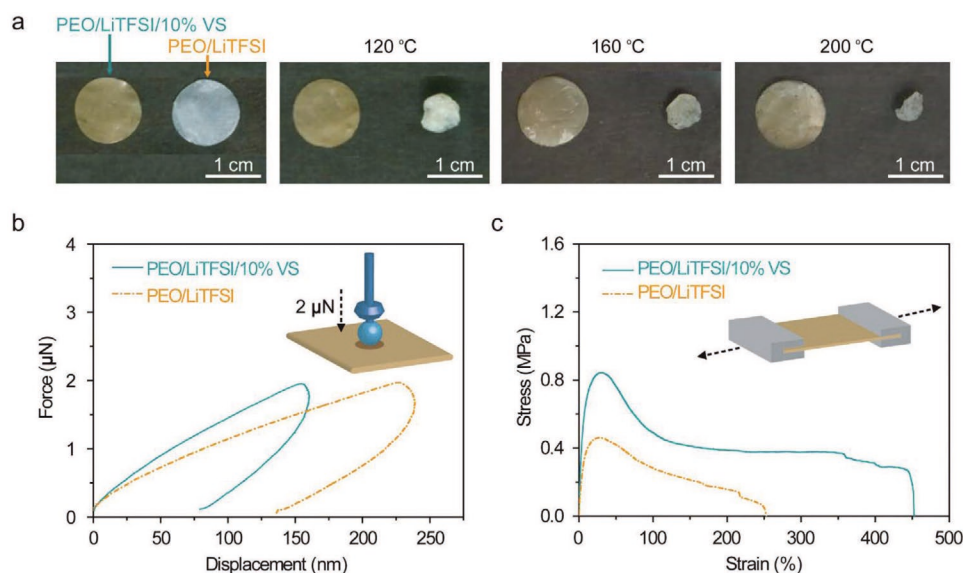 a
PEO/LiTFSI/10% VS
PEO/LiTFSI
120 °C
160 °C
200 °C
1 cm
1 cm
1 cm
1 cm
b
4
3
2
1
0
Force (µN)
PEO/LiTFSI/10% VS
PEO/LiTFSI
2 µN
0 50 100 150 200 250
Displacement (nm)
c
1.6
1.2
0.8
0.4
0.0
Stress (MPa)
PEO/LiTFSI/10% VS
PEO/LiTFSI
0 100 200 300 400 500
Strain (%)